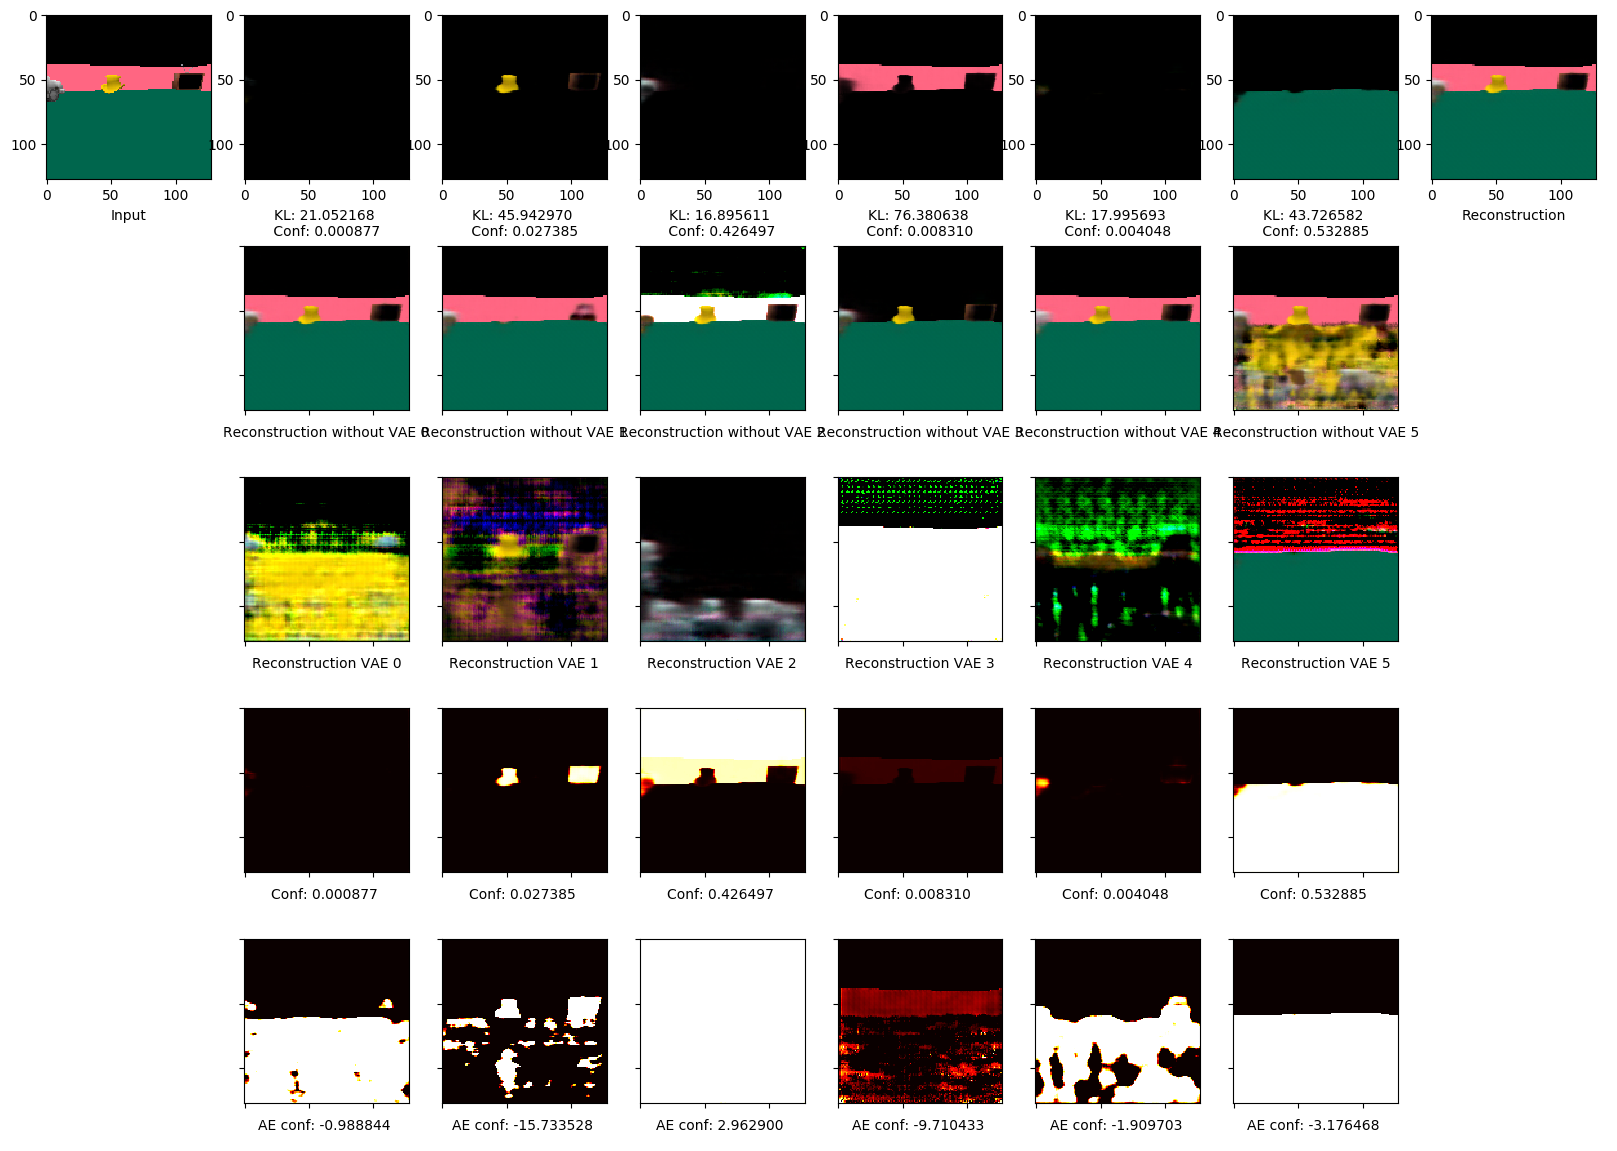 0 0 0 0 0 0 0 0
50 50 50 50 50 50 50 50
100 100 100 100 100 100 100 100
0 50 100 0 50 100 0 50 100 0 50 100 0 50 100 0 50 100 0 50 100 0 50 100
Input KL: 21.052168 KL: 45.942970 KL: 16.895611 KL: 76.380638 KL: 17.995693 KL: 43.726582 Reconstruction
Conf: 0.000877 Conf: 0.027385 Conf: 0.426497 Conf: 0.008310 Conf: 0.004048 Conf: 0.532885
Reconstruction without VAE 0 Reconstruction without VAE 1 Reconstruction without VAE 2 Reconstruction without VAE 3 Reconstruction without VAE 4 Reconstruction without VAE 5
Reconstruction VAE 0 Reconstruction VAE 1 Reconstruction VAE 2 Reconstruction VAE 3 Reconstruction VAE 4 Reconstruction VAE 5
Conf: 0.000877 Conf: 0.027385 Conf: 0.426497 Conf: 0.008310 Conf: 0.004048 Conf: 0.532885
AE conf: -0.988844 AE conf: -15.733528 AE conf: 2.962900 AE conf: -9.710433 AE conf: -1.909703 AE conf: -3.176468